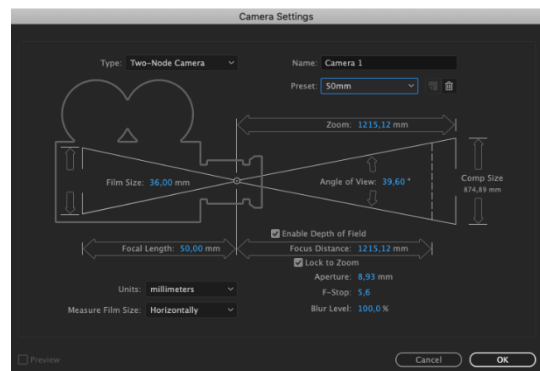 Camera Settings
Type: Two-Node Camera
Name: Camera 1
Preset: 50mm
Zoom: 1215,12 mm
Film Size: 36,00 mm
Angle of View: 39,60 °
Comp Size
874,89 mm
Enable Depth of Field
Focal Length: 50,00 mm
Focus Distance: 1215,12 mm
Lock to Zoom
Aperture: 8,93 mm
Units: millimeters
F-Stop: 5,6
Measure Film Size: Horizontally
Blur Level: 100,0 %
Preview
Cancel
OK